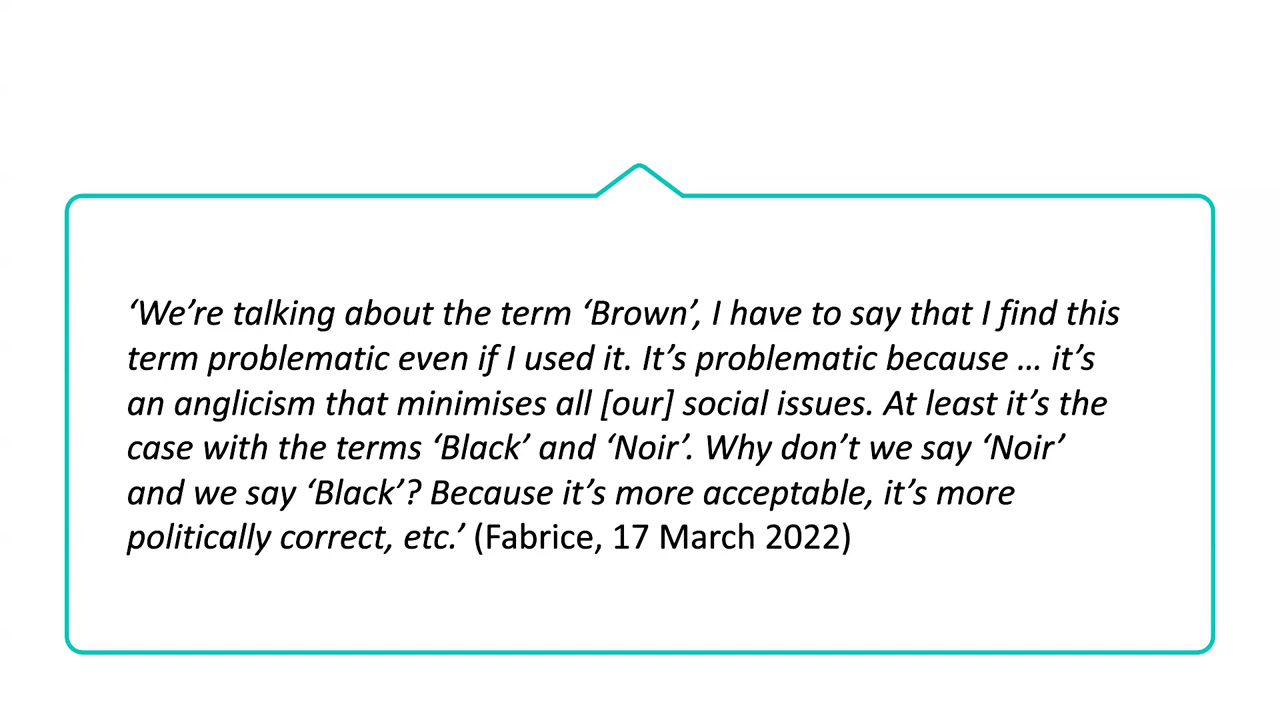 ‘We’re talking about the term ‘Brown’, I have to say that I find this
term problematic even if I used it. It’s problematic because … it’s
an anglicism that minimises all [our] social issues. At least it’s the
case with the terms ‘Black’ and ‘Noir’. Why don’t we say ‘Noir’
and we say ‘Black’? Because it’s more acceptable, it’s more
politically correct, etc.’ (Fabrice, 17 March 2022)